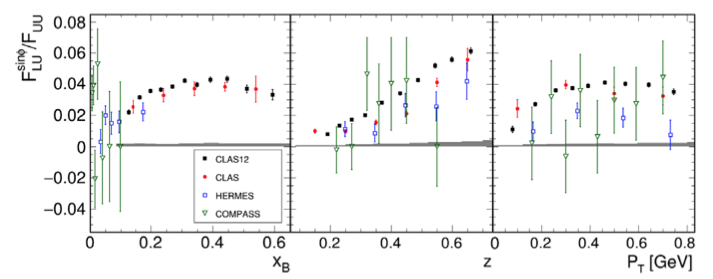 F_LU^sinϕ/F_UU
0.08
0.06
0.04
0.02
0
−0.02
−0.04
CLAS12
CLAS
HERMES
COMPASS
0 0.2 0.4 0.6 0 0.2 0.4 0.6 0 0.2 0.4 0.6 0.8
x_B z P_T [GeV]